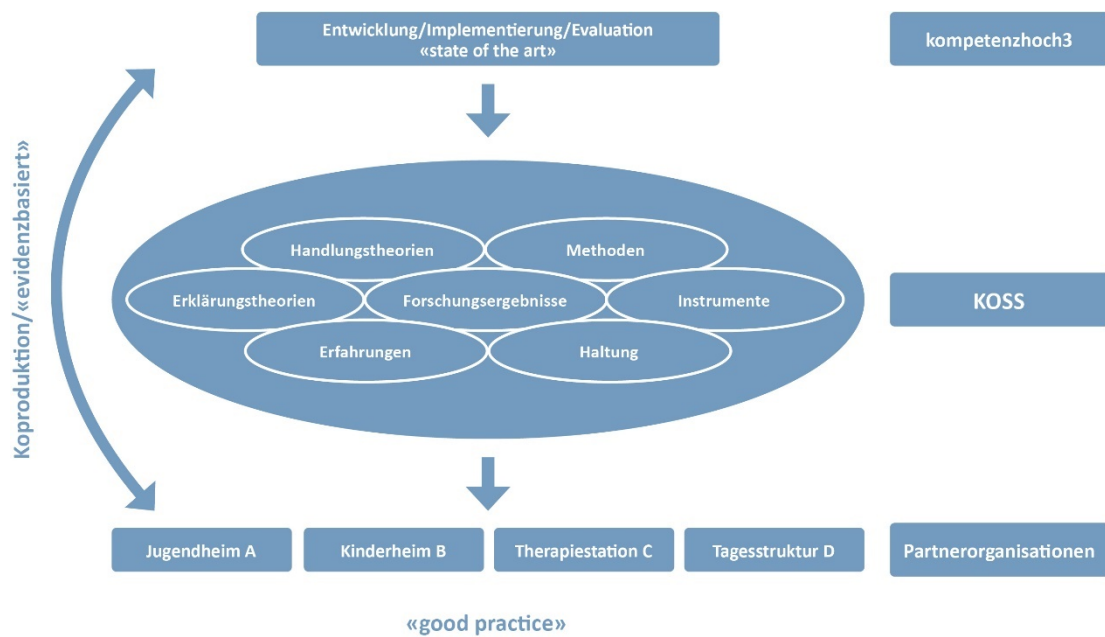 Entwicklung/Implementierung/Evaluation
«state of the art»
kompetenzhoch3
Koproduktion/«evidenzbasiert»
Handlungstheorien
Methoden
Erklärungstheorien
Forschungsergebnisse
Instrumente
KOSS
Erfahrungen
Haltung
Jugendheim A
Kinderheim B
Therapiestation C
Tagesstruktur D
Partnerorganisationen
«good practice»